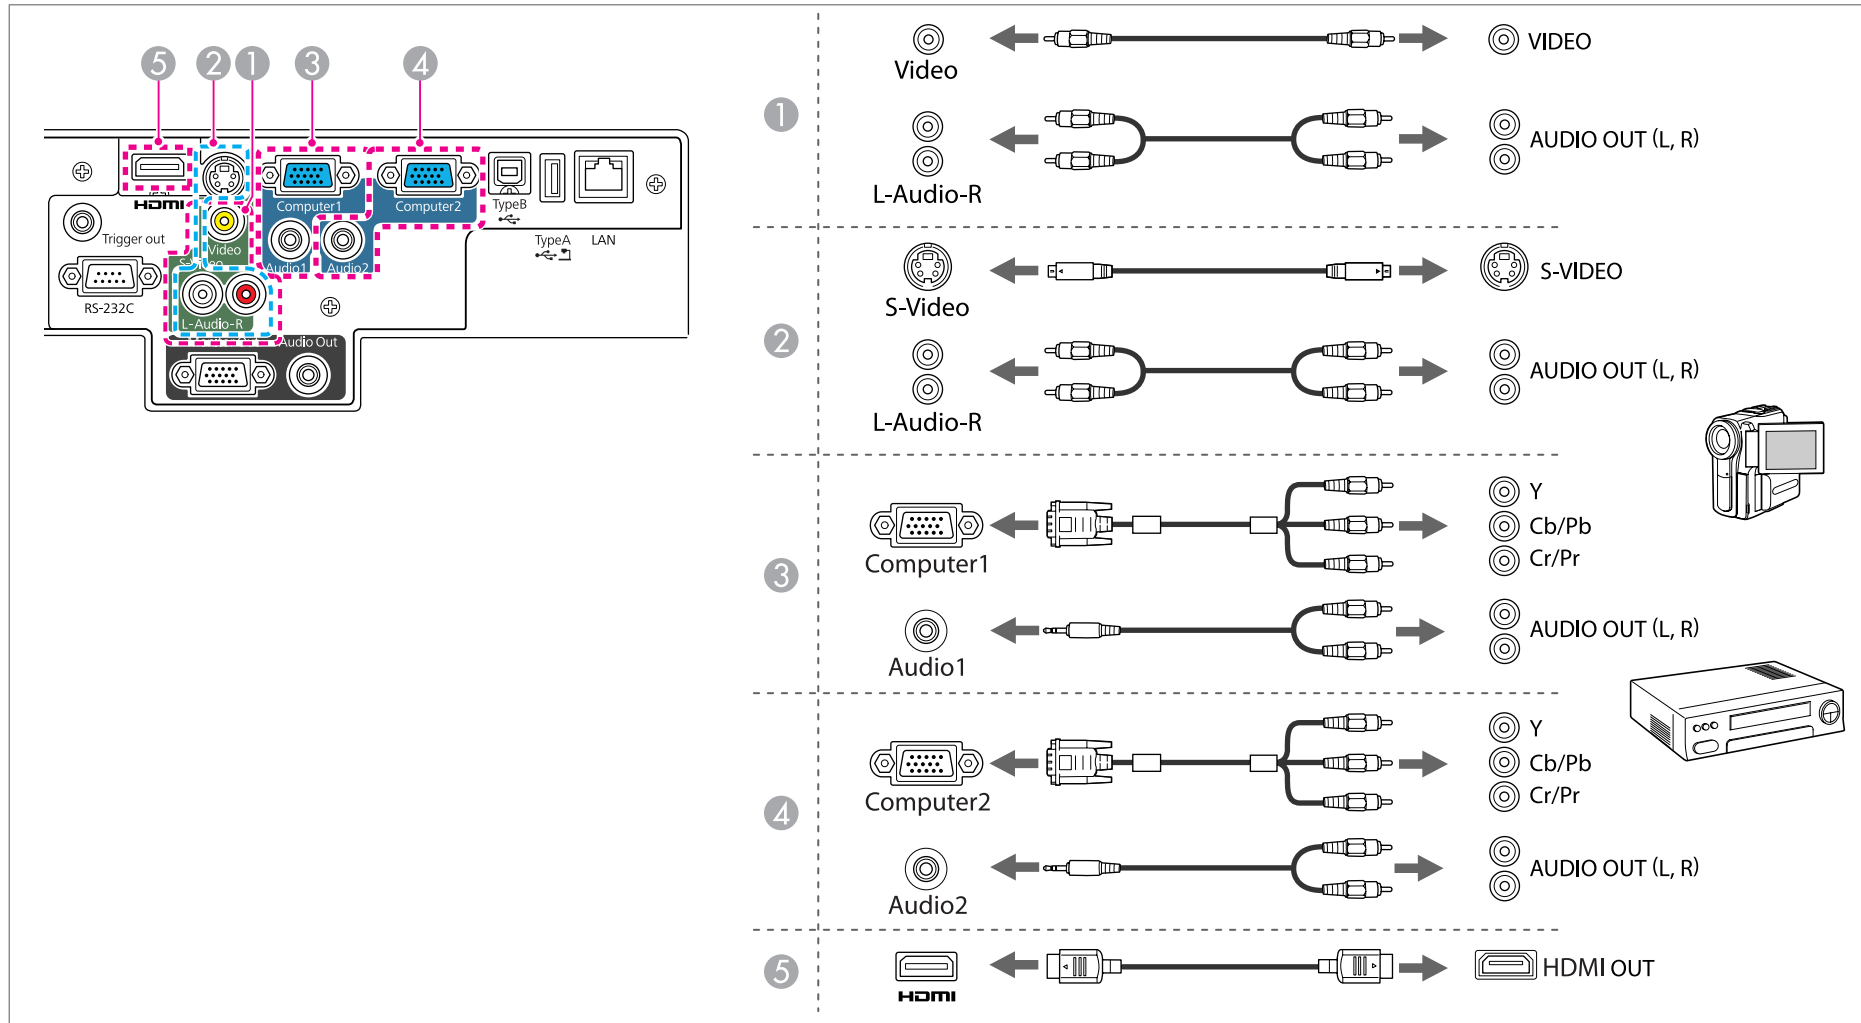 5 2 1 3 4
HDMI
Computer1
Computer2
TypeB
Trigger out
Video
S-Video
Audio1
Audio2
TypeA
LAN
RS-232C
L-Audio-R
Audio Out
1
Video
VIDEO
L-Audio-R
AUDIO OUT (L, R)
2
S-Video
S-VIDEO
L-Audio-R
AUDIO OUT (L, R)
3
Computer1
Y
Cb/Pb
Cr/Pr
Audio1
AUDIO OUT (L, R)
4
Computer2
Y
Cb/Pb
Cr/Pr
Audio2
AUDIO OUT (L, R)
5
HDMI
HDMI OUT